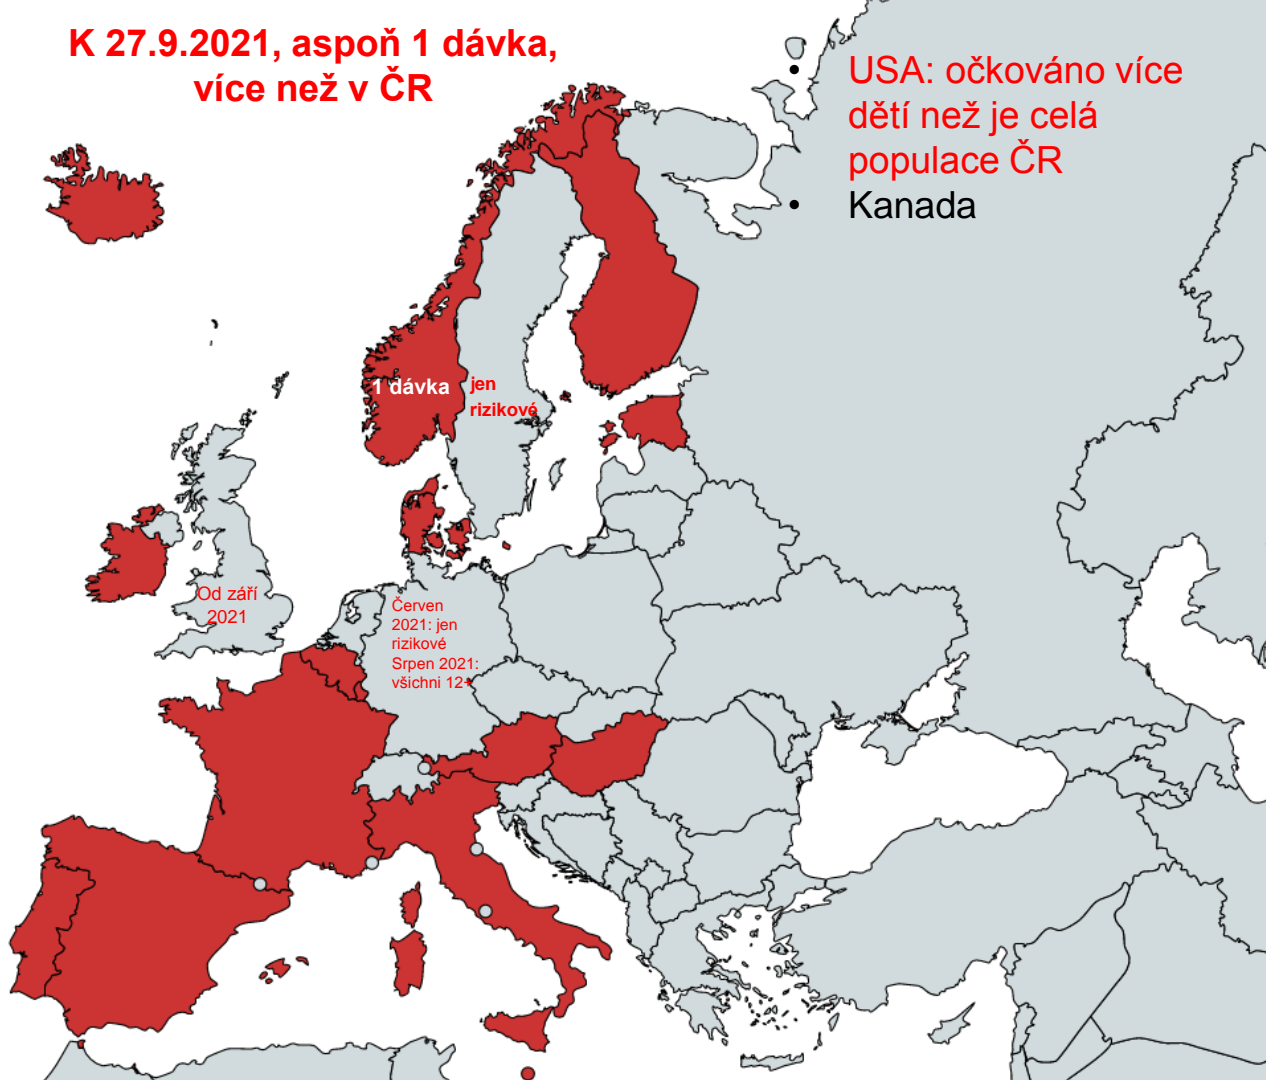 K 27.9.2021, aspoň 1 dávka,
více než v ČR
• USA: očkováno více
dětí než je celá
populace ČR
• Kanada
1 dávka
jen
rizikové
Od září
2021
Červen
2021: jen
rizikové
Srpen 2021:
všichni 12+